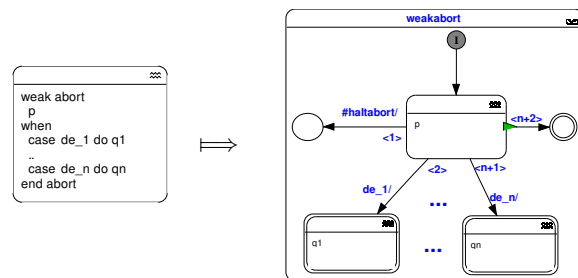 weak abort
p
when
case de_1 do q1
..
case de_n do qn
end abort
weakabort
I
#haltabort/
<1>
p
<n+2>
<2>
<n+1>
de_1/
...
de_n/
q1
...
qn